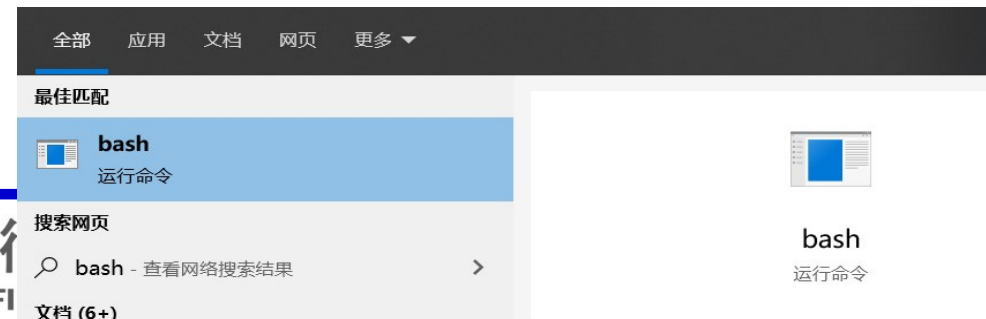 全部 应用 文档 网页 更多
最佳匹配
bash
运行命令
搜索网页
bash - 查看网络搜索结果
文档 (6+)
bash
运行命令